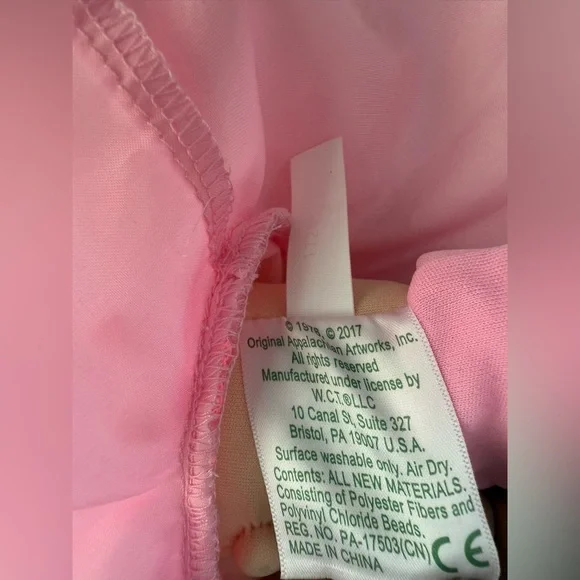 © 1978, © 2017
Original Appalachian Artworks, Inc.
All rights reserved
Manufactured under license by
W.C.T.®LLC
10 Canal St, Suite 327
Bristol, PA 19007 U.S.A.
Surface washable only. Air Dry.
Contents: ALL NEW MATERIALS.
Consisting of Polyester Fibers and
Polyvinyl Chloride Beads.
REG. NO. PA-17503(CN)
MADE IN CHINA
CE